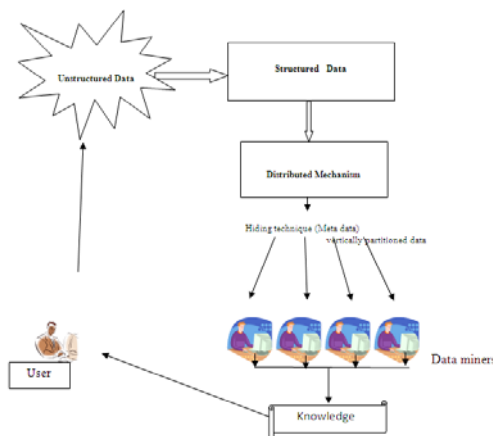 Unstructured Data
Structured Data
Distributed Mechanism
Hiding technique (Meta data)
vertically partitioned data
Data miners
User
Knowledge